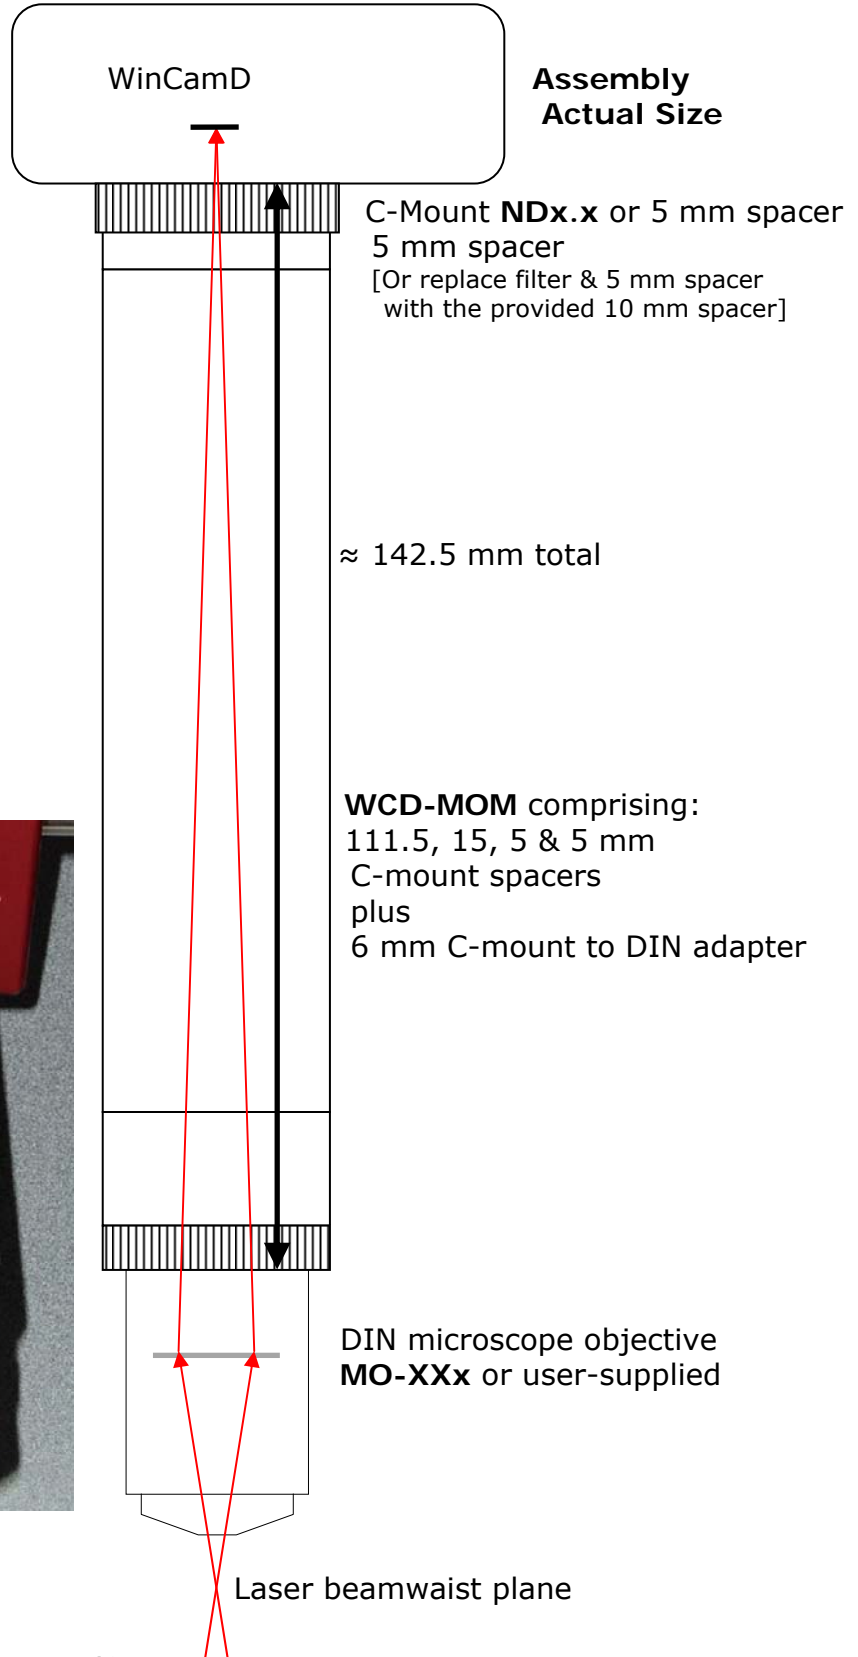 WinCamD
Assembly
Actual Size
C-Mount NDx.x or 5 mm spacer
5 mm spacer
[Or replace filter & 5 mm spacer
with the provided 10 mm spacer]
≈ 142.5 mm total
WCD-MOM comprising:
111.5, 15, 5 & 5 mm
C-mount spacers
plus
6 mm C-mount to DIN adapter
DIN microscope objective
MO-XXx or user-supplied
Laser beamwaist plane